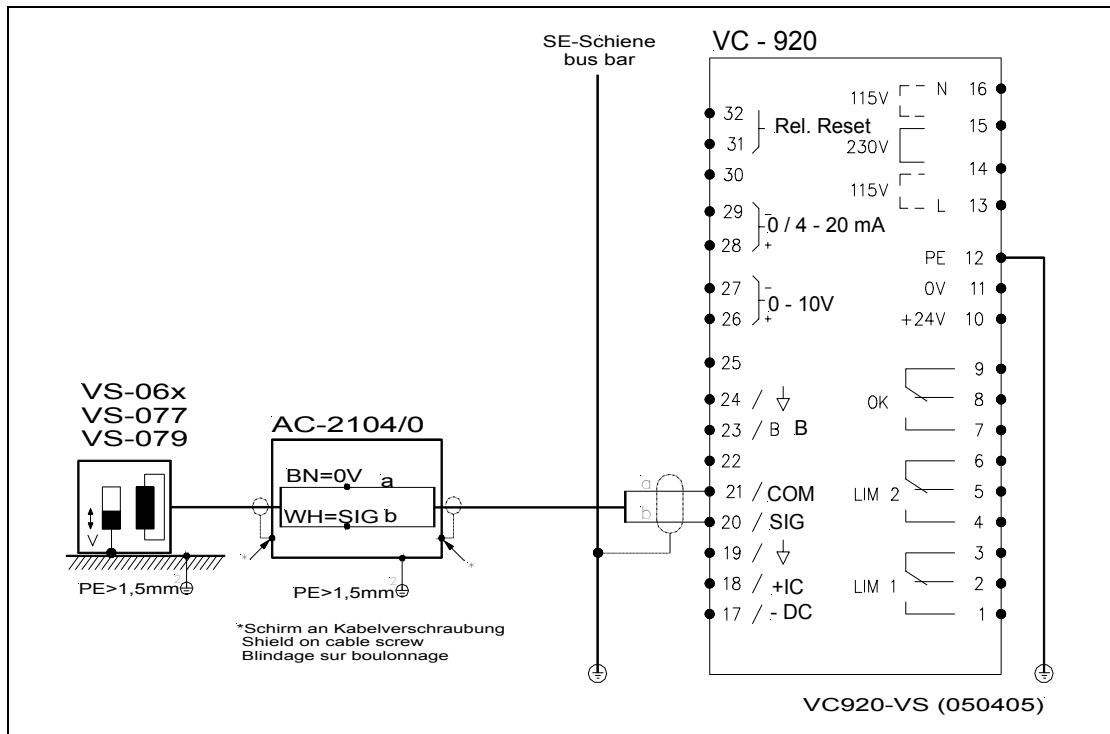 SE-Schiene
bus bar
VC - 920
115V N 16
15
230V
14
115V
L 13
32
31
Rel. Reset
30
29
28
-
+
0 / 4 - 20 mA
27
26
-
+
0 - 10V
PE 12
0V 11
+24V 10
25
24 /
23 / B B
22
21 / COM
20 / SIG
19 /
18 / +IC
17 / - DC
9
OK 8
7
6
LIM 2 5
4
3
LIM 1 2
1
VS-06x
VS-077
VS-079
V
PE>1,5mm²
AC-2104/0
BN=0V a
WH=SIG b
*
*
PE>1,5mm²
a
b
*Schirm an Kabelverschraubung
Shield on cable screw
Blindage sur boulonnage
VC920-VS (050405)